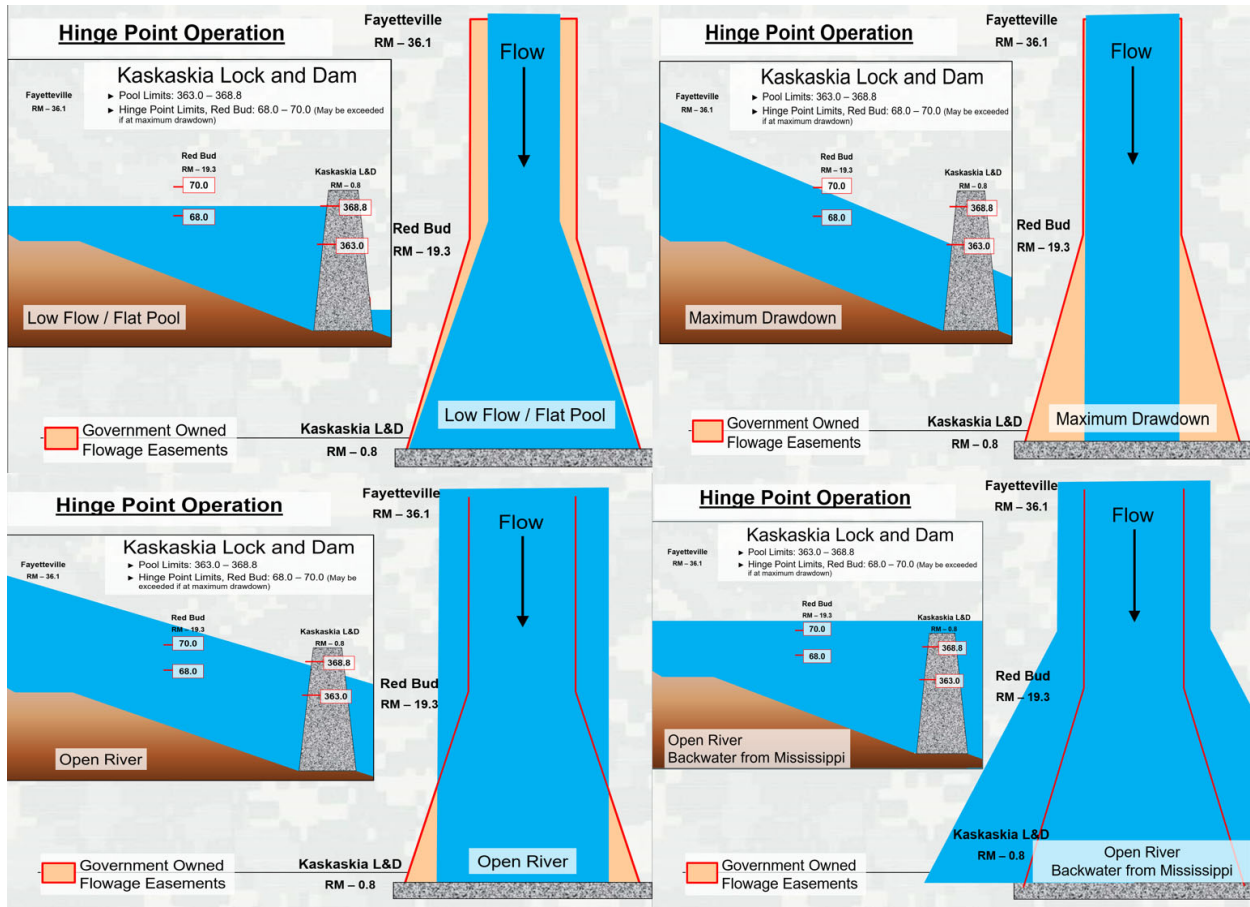 Hinge Point Operation
Fayetteville
RM – 36.1
Flow
Kaskaskia Lock and Dam
► Pool Limits: 363.0 – 368.8
► Hinge Point Limits, Red Bud: 68.0 – 70.0 (May be exceeded
if at maximum drawdown)
Fayetteville
RM – 36.1
Red Bud
RM – 19.3
70.0
68.0
Kaskaskia L&D
RM – 0.8
368.8
363.0
Low Flow / Flat Pool
Red Bud
RM – 19.3
Low Flow / Flat Pool
Government Owned
Flowage Easements
Kaskaskia L&D
RM – 0.8
Hinge Point Operation
Fayetteville
RM – 36.1
Flow
Kaskaskia Lock and Dam
► Pool Limits: 363.0 – 368.8
► Hinge Point Limits, Red Bud: 68.0 – 70.0 (May be exceeded
if at maximum drawdown)
Fayetteville
RM – 36.1
Red Bud
RM – 19.3
70.0
68.0
Kaskaskia L&D
RM – 0.8
368.8
363.0
Maximum Drawdown
Red Bud
RM – 19.3
Maximum Drawdown
Government Owned
Flowage Easements
Kaskaskia L&D
RM – 0.8
Hinge Point Operation
Fayetteville
RM – 36.1
Flow
Kaskaskia Lock and Dam
► Pool Limits: 363.0 – 368.8
► Hinge Point Limits, Red Bud: 68.0 – 70.0 (May be
exceeded if at maximum drawdown)
Fayetteville
RM – 36.1
Red Bud
RM – 19.3
70.0
68.0
Kaskaskia L&D
RM – 0.8
368.8
363.0
Open River
Red Bud
RM – 19.3
Open River
Government Owned
Flowage Easements
Kaskaskia L&D
RM – 0.8
Hinge Point Operation
Fayetteville
RM – 36.1
Flow
Kaskaskia Lock and Dam
► Pool Limits: 363.0 – 368.8
► Hinge Point Limits, Red Bud: 68.0 – 70.0 (May be
exceeded if at maximum drawdown)
Fayetteville
RM – 36.1
Red Bud
RM – 19.3
70.0
68.0
Kaskaskia L&D
RM – 0.8
368.8
363.0
Open River
Backwater from Mississippi
Red Bud
RM – 19.3
Kaskaskia L&D
RM – 0.8
Open River
Backwater from Mississippi
Government Owned
Flowage Easements